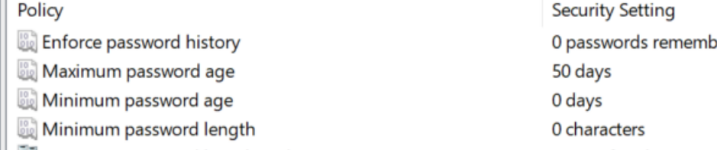 Policy Security Setting
Enforce password history 0 passwords rememb
Maximum password age 50 days
Minimum password age 0 days
Minimum password length 0 characters